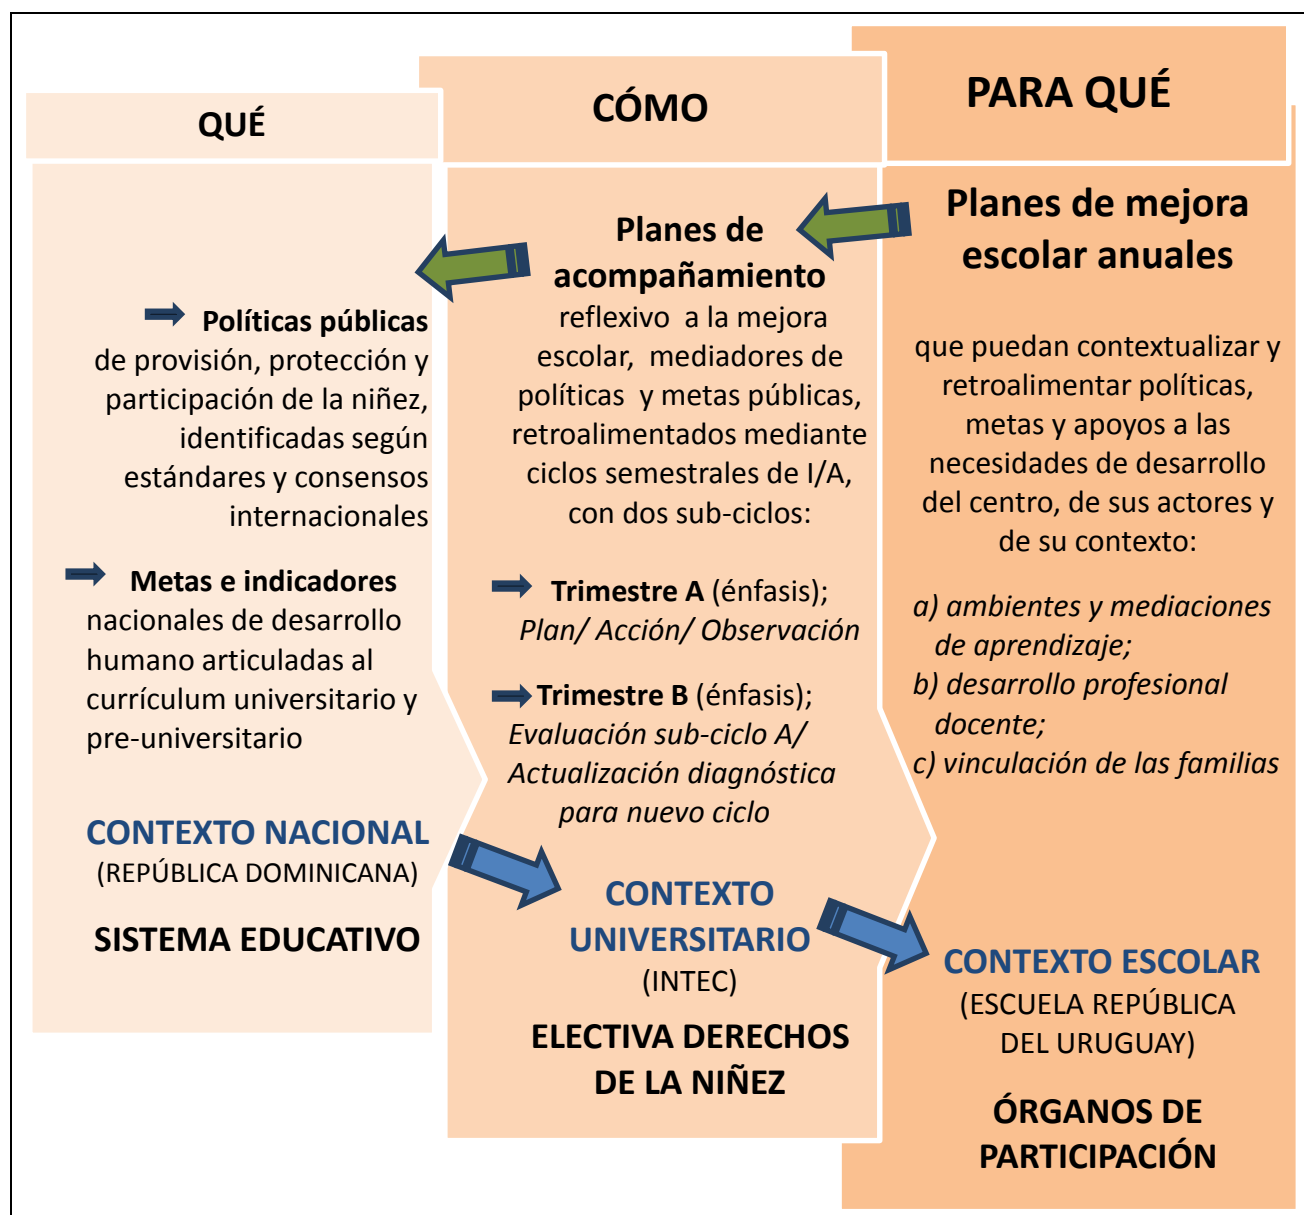 QUÉ
Políticas públicas
de provisión, protección y
participación de la niñez,
identificadas según
estándares y consensos
internacionales
Metas e indicadores
nacionales de desarrollo
humano articuladas al
currículum universitario y
pre-universitario
CONTEXTO NACIONAL
(REPÚBLICA DOMINICANA)
SISTEMA EDUCATIVO
CÓMO
Planes de
acompañamiento
reflexivo a la mejora
escolar, mediadores de
políticas y metas públicas,
retroalimentados mediante
ciclos semestrales de I/A,
con dos sub-ciclos:
Trimestre A (énfasis);
Plan/ Acción/ Observación
Trimestre B (énfasis);
Evaluación sub-ciclo A/
Actualización diagnóstica
para nuevo ciclo
CONTEXTO
UNIVERSITARIO
(INTEC)
ELECTIVA DERECHOS
DE LA NIÑEZ
PARA QUÉ
Planes de mejora
escolar anuales
que puedan contextualizar y
retroalimentar políticas,
metas y apoyos a las
necesidades de desarrollo
del centro, de sus actores y
de su contexto:
a) ambientes y mediaciones
de aprendizaje;
b) desarrollo profesional
docente;
c) vinculación de las familias
CONTEXTO ESCOLAR
(ESCUELA REPÚBLICA
DEL URUGUAY)
ÓRGANOS DE
PARTICIPACIÓN